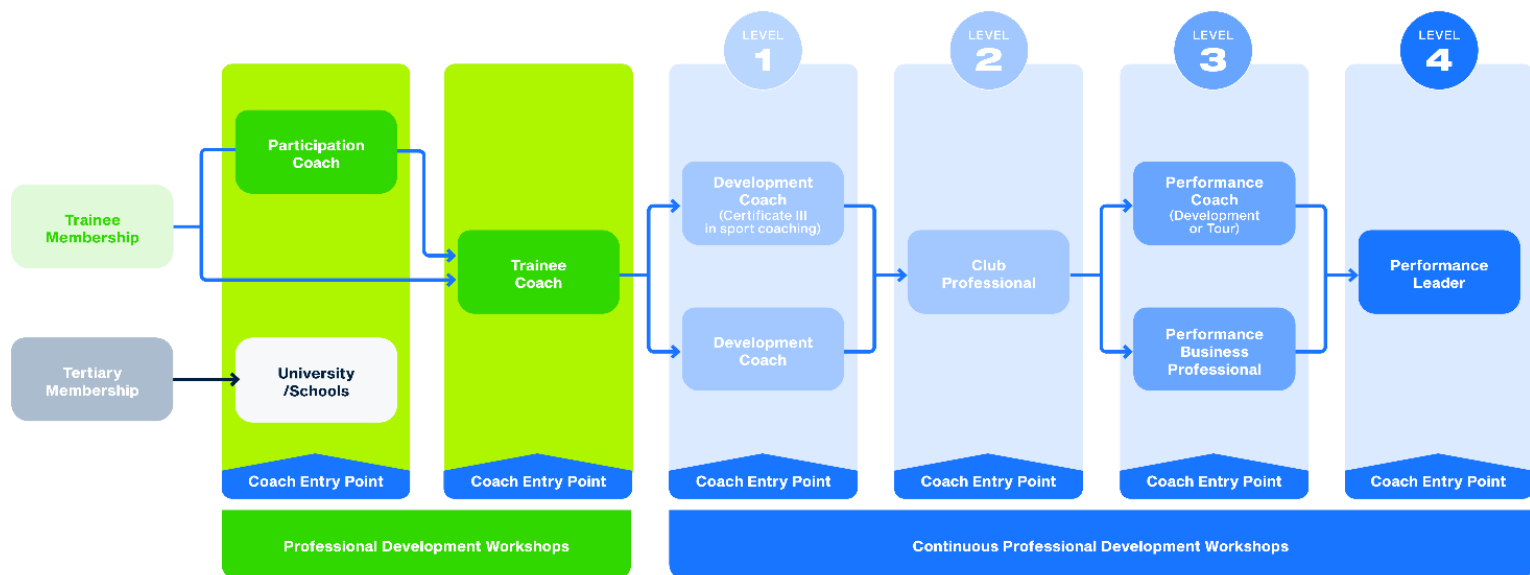 LEVEL
1
LEVEL
2
LEVEL
3
LEVEL
4
Participation
Coach
Trainee
Membership
Trainee
Coach
Tertiary
Membership
University
/Schools
Development
Coach
(Certificate III
in sport coaching)
Development
Coach
Club
Professional
Performance
Coach
(Development
or Tour)
Performance
Business
Professional
Performance
Leader
Coach Entry Point
Coach Entry Point
Coach Entry Point
Coach Entry Point
Coach Entry Point
Coach Entry Point
Professional Development Workshops
Continuous Professional Development Workshops